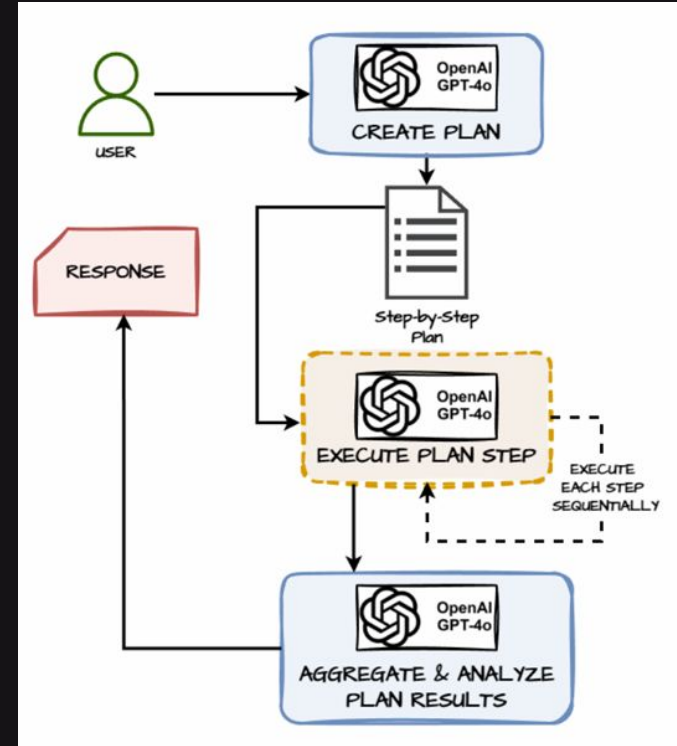 OpenAI
GPT-4o
CREATE PLAN
USER
Step-by-Step
Plan
RESPONSE
OpenAI
GPT-4o
EXECUTE PLAN STEP
EXECUTE
EACH STEP
SEQUENTIALLY
OpenAI
GPT-4o
AGGREGATE & ANALYZE
PLAN RESULTS